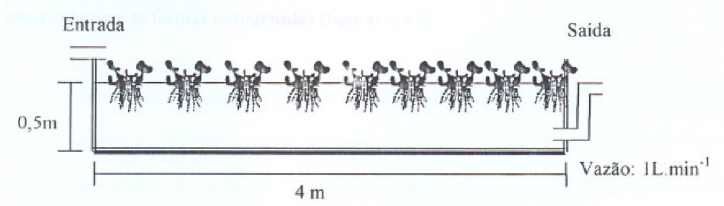 Entrada
Saída
0,5m
Vazão: 1L.min⁻¹
4 m